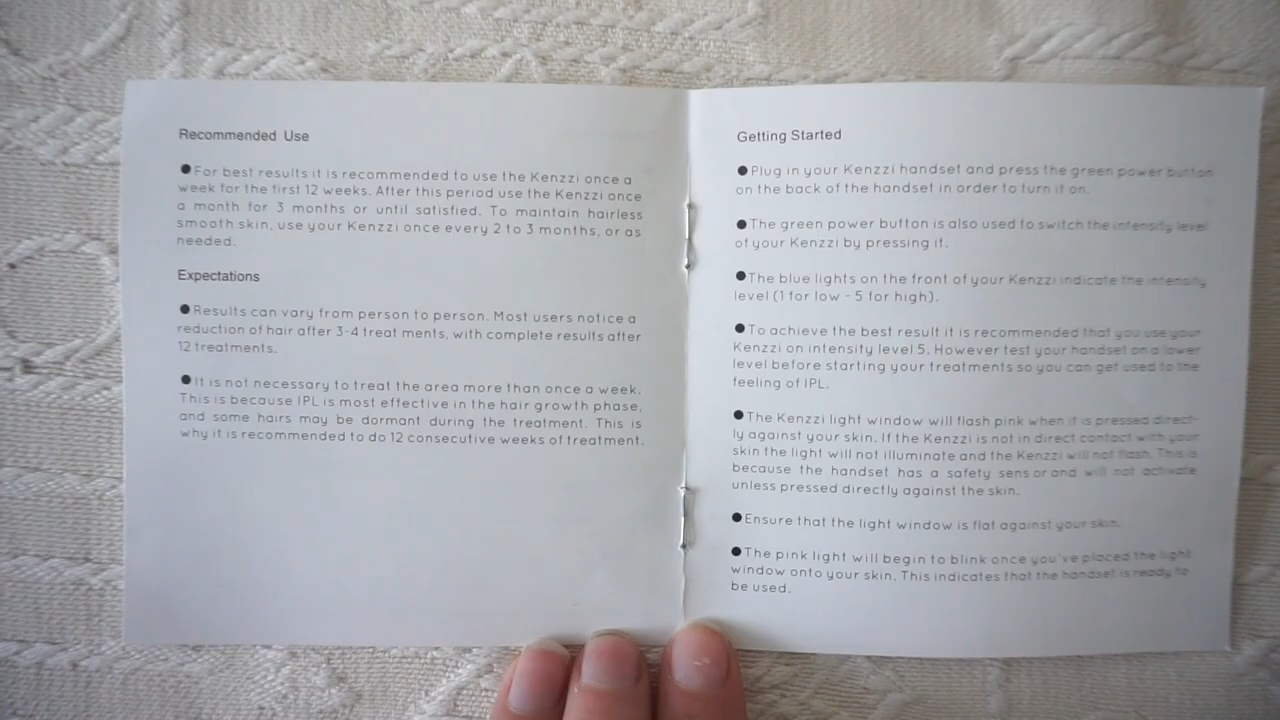 Recommended Use
●For best results it is recommended to use the Kenzzi once a
week for the first 12 weeks. After this period use the Kenzzi once
a month for 3 months or until satisfied. To maintain hairless
smooth skin, use your Kenzzi once every 2 to 3 months, or as
needed.
Expectations
●Results can vary from person to person. Most users notice a
reduction of hair after 3-4 treat ments, with complete results after
12 treatments.
●It is not necessary to treat the area more than once a week.
This is because IPL is most effective in the hair growth phase,
and some hairs may be dormant during the treatment. This is
why it is recommended to do 12 consecutive weeks of treatment.
Getting Started
●Plug in your Kenzzi handset and press the green power button
on the back of the handset in order to turn it on.
●The green power button is also used to switch the intensity level
of your Kenzzi by pressing it.
●The blue lights on the front of your Kenzzi indicate the intensity
level (1 for low - 5 for high).
●To achieve the best result it is recommended that you use your
Kenzzi on intensity level 5. However test your handset on a lower
level before starting your treatments so you can get used to the
feeling of IPL.
●The Kenzzi light window will flash pink when it is pressed direct-
ly against your skin. If the Kenzzi is not in direct contact with your
skin the light will not illuminate and the Kenzzi will not flash. This is
because the handset has a safety sens or and will not activate
unless pressed directly against the skin.
●Ensure that the light window is flat against your skin.
●The pink light will begin to blink once you've placed the light
window onto your skin. This indicates that the handset is ready to
be used.